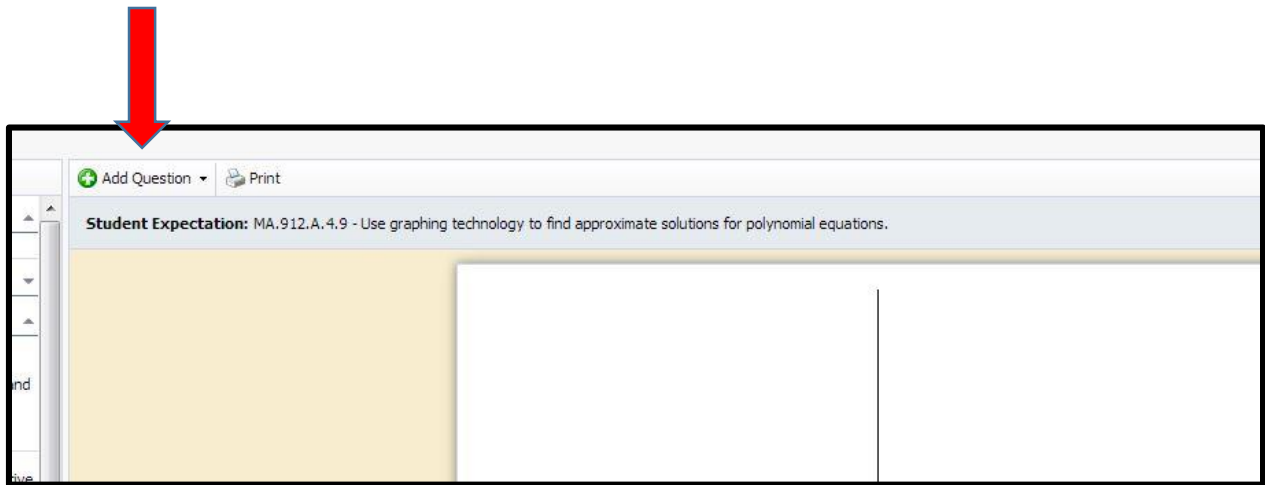 Add Question Print
Student Expectation: MA.912.A.4.9 - Use graphing technology to find approximate solutions for polynomial equations.